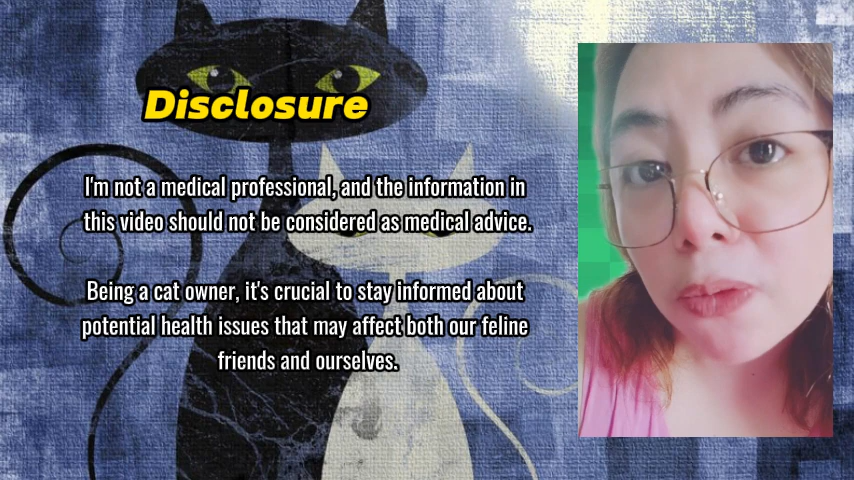 Disclosure
I'm not a medical professional, and the information in
this video should not be considered as medical advice.
Being a cat owner, it's crucial to stay informed about
potential health issues that may affect both our feline
friends and ourselves.